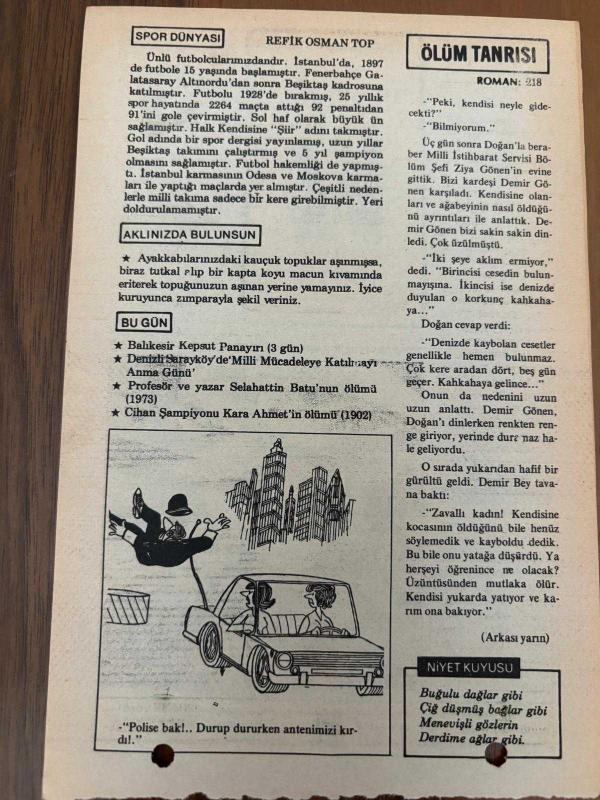 SPOR DÜNYASI
REFİK OSMAN TOP
Ünlü futbolcularımızdandır. İstanbul'da, 1897
de futbole 15 yaşında başlamıştır. Fenerbahçe Ga-
latasaray Altınordu'dan sonra Beşiktaş kadrosuna
katılmıştır. Futbolu 1928'de bırakmış, 25 yıllık
spor hayatında 2264 maçta attığı 92 penaltıdan
91'ini gole çevirmiştir. Sol haf olarak büyük ün
sağlamıştır. Halk Kendisine "Şiir" adını takmıştır.
Gol adında bir spor dergisi yayınlamış, uzun yıllar
Beşiktaş takımını çalıştırmış ve 5 yıl şampiyon
olmasını sağlamıştır. Futbol hakemliği de yapmış-
tı. İstanbul karmasının Odesa ve Moskova karma-
ları ile yaptığı maçlarda yer almıştır. Çeşitli neden-
lerle milli takıma sadece bir kere girebilmiştir. Yeri
doldurulamamıştır.
AKLINIZDA BULUNSUN
★ Ayakkabılarınızdaki kauçuk topuklar aşınmışsa,
biraz tutkal alıp bir kapta koyu macun kıvamında
eriterek topuğunuzun aşınan yerine yamayınız. İyice
kuruyunca zımparayla şekil veriniz.
BU GÜN
★ Balıkesir Kepsut Panayırı (3 gün)
★ Denizli Sarayköy'de 'Milli Mücadeleye Katılmayı
Anma Günü'
★ Profesör ve yazar Selahattin Batu'nun ölümü
(1973)
★ Cihan Şampiyonu Kara Ahmet'in ölümü (1902)
-"Polise bak!.. Durup dururken antenimizi kır-
dı!."
ÖLÜM TANRISI
ROMAN: 218
-"Peki, kendisi neyle gide-
cekti?"
-"Bilmiyorum."
Üç gün sonra Doğan'la bera-
ber Milli İstihbarat Servisi Bö-
lüm Şefi Ziya Gönen'in evine
gittik. Bizi kardeşi Demir Gö-
nen karşıladı. Kendisine olan-
ları ve ağabeyinin nasıl öldüğü-
nü ayrıntıları ile anlattık. De-
mir Gönen bizi sakin sakin din-
ledi. Çok üzülmüştü.
-"İki şeye aklım ermiyor,"
dedi. "Birincisi cesedin bulun-
mayışına. İkincisi ise denizde
duyulan o korkunç kahkaha-
ya..."
Doğan cevap verdi:
-"Denizde kaybolan cesetler
genellikle hemen bulunmaz.
Çok kere aradan dört, beş gün
geçer. Kahkahaya gelince..."
Onun da nedenini uzun
uzun anlattı. Demir Gönen,
Doğan'ı dinlerken renkten ren-
ge giriyor, yerinde duramaz ha-
le geliyordu.
O sırada yukarıdan hafif bir
gürültü geldi. Demir Bey tava-
na baktı:
-"Zavallı kadın! Kendisine
kocasının öldüğünü bile henüz
söylemedik ve kayboldu dedik.
Bu bile onu yatağa düşürdü. Ya
herşeyi öğrenince ne olacak?
Üzüntüsünden mutlaka ölür.
Kendisi yukarda yatıyor ve ka-
rım ona bakıyor."
(Arkası yarın)
NİYET KUYUSU
Buğulu dağlar gibi
Çiğ düşmüş bağlar gibi
Menevişli gözlerin
Derdime ağlar gibi.